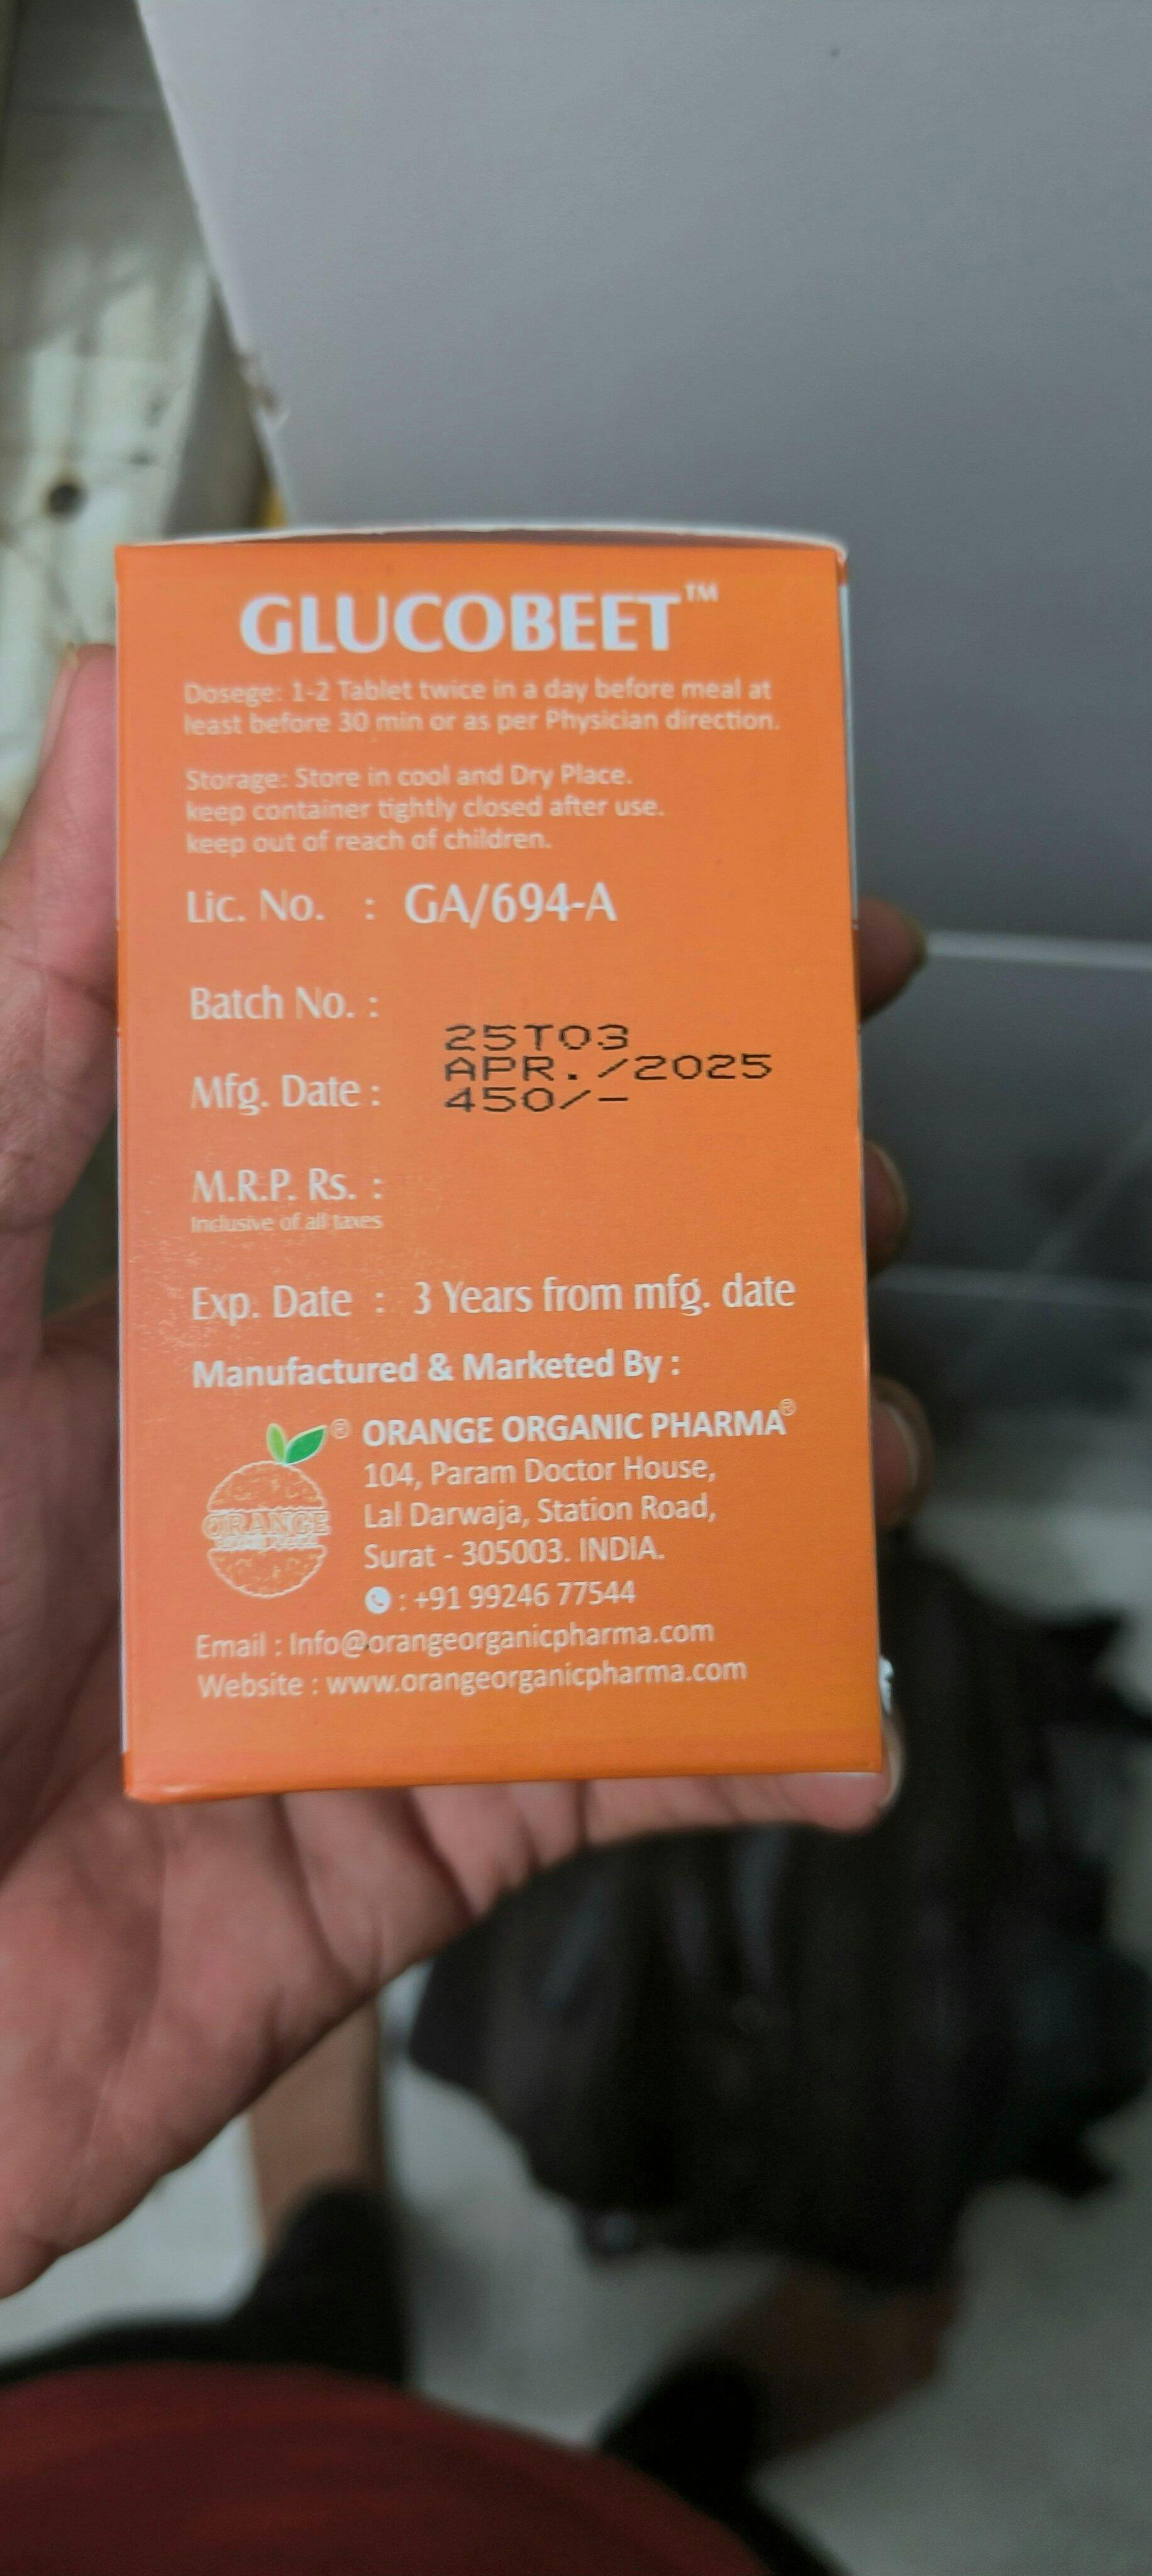 GLUCOBEET™
Dosege: 1-2 Tablet twice in a day before meal at
least before 30 min or as per Physician direction.
Storage: Store in cool and Dry Place.
keep container tightly closed after use.
keep out of reach of children.
Lic. No. : GA/694-A
Batch No. :
25T03
APR./2025
Mfg. Date :
450/-
M.R.P. Rs. :
Inclusive of all taxes
Exp. Date : 3 Years from mfg. date
Manufactured & Marketed By :
® ORANGE ORGANIC PHARMA®
104, Param Doctor House,
Lal Darwaja, Station Road,
ORANGE
Surat - 305003. INDIA.
: +91 99246 77544
Email : Info@orangeorganicpharma.com
Website : www.orangeorganicpharma.com